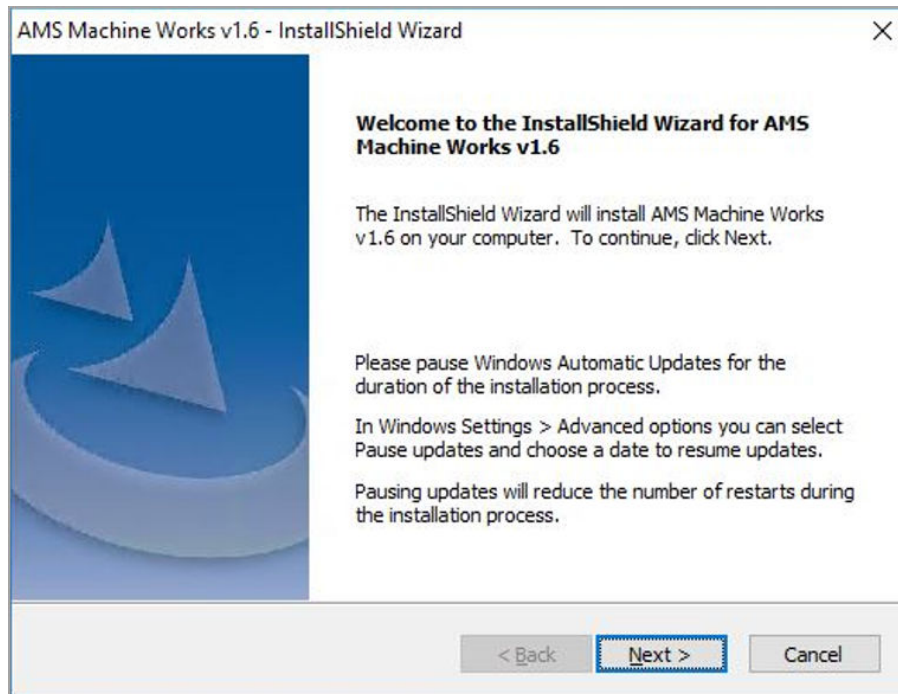 AMS Machine Works v1.6 - InstallShield Wizard
Welcome to the InstallShield Wizard for AMS
Machine Works v1.6
The InstallShield Wizard will install AMS Machine Works
v1.6 on your computer.  To continue, click Next.
Please pause Windows Automatic Updates for the
duration of the installation process.
In Windows Settings > Advanced options you can select
Pause updates and choose a date to resume updates.
Pausing updates will reduce the number of restarts during
the installation process.
< Back
Next >
Cancel